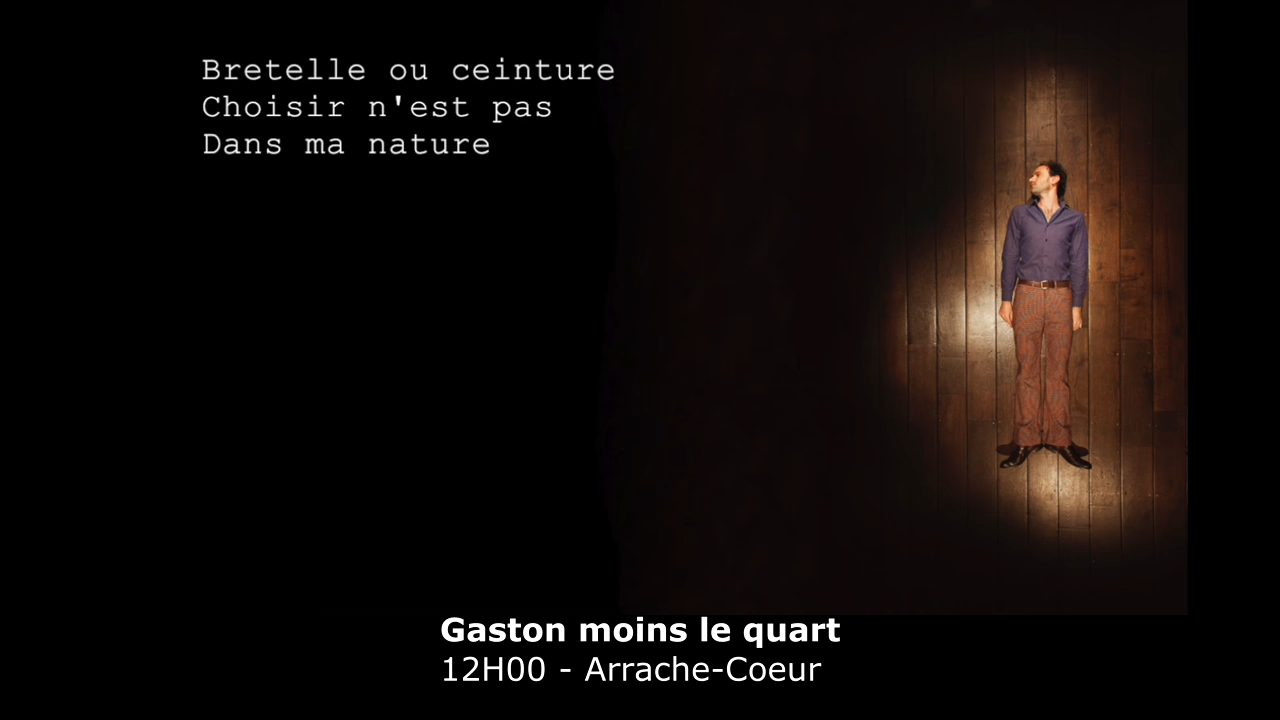 Bretelle ou ceinture
Choisir n'est pas
Dans ma nature
Gaston moins le quart
12H00 - Arrache-Coeur